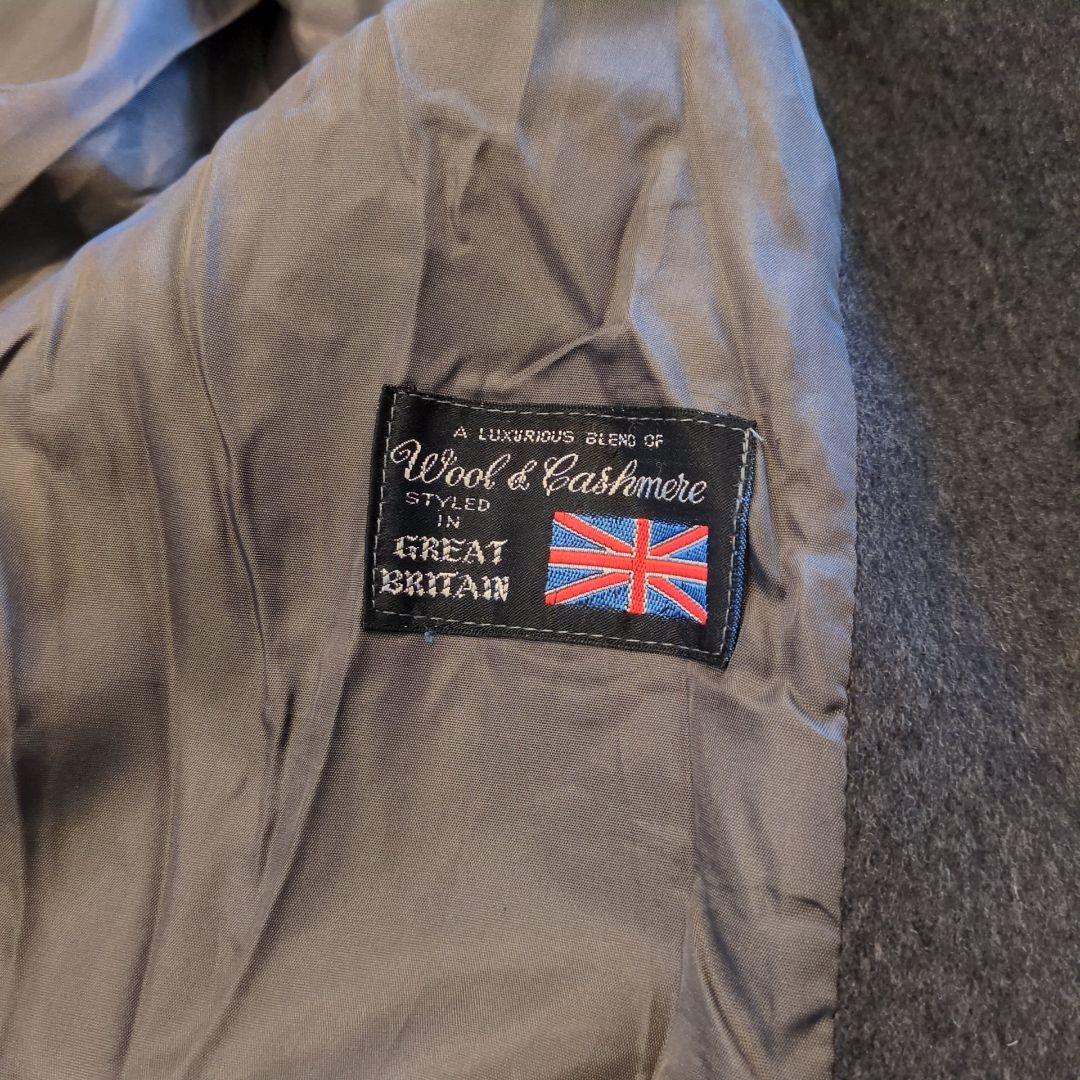 A LUXURIOUS BLEND OF
Wool & Cashmere
STYLED
IN
GREAT
BRITAIN